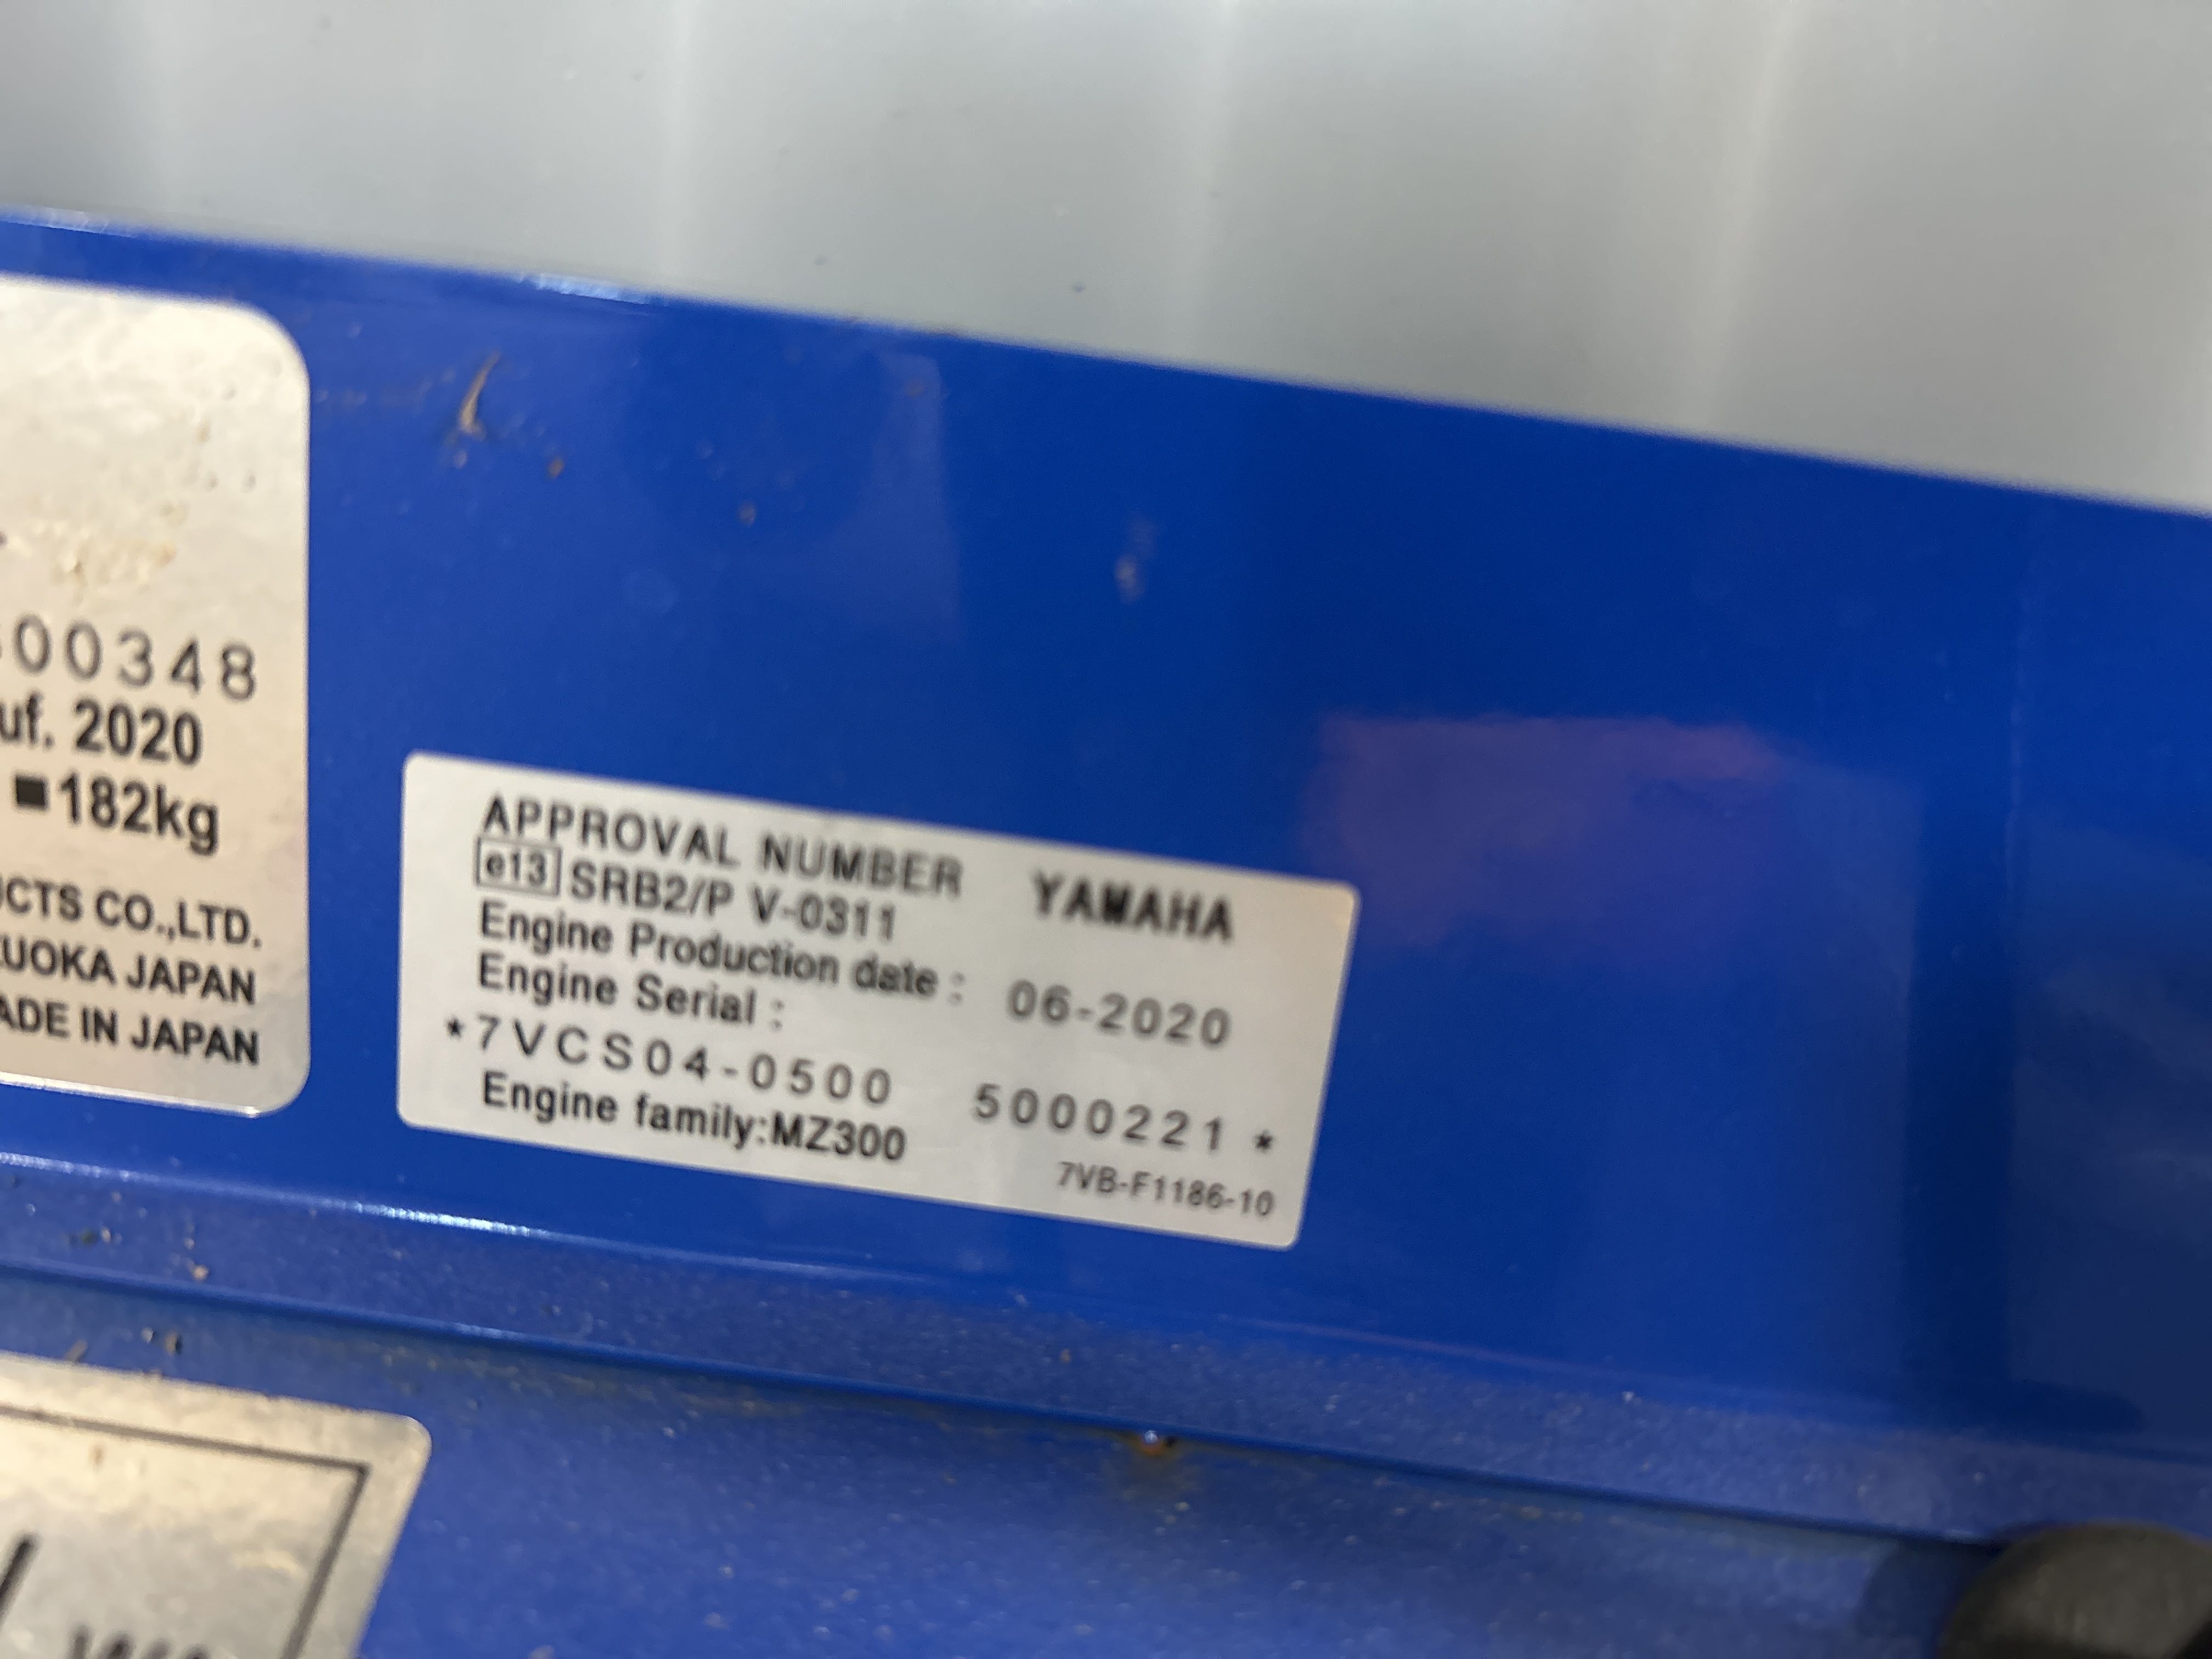 00348
uf. 2020
■182kg
CTS CO.,LTD.
UOKA JAPAN
ADE IN JAPAN
APPROVAL NUMBER YAMAHA
e13 SRB2/P V-0311
Engine Production date : 06-2020
Engine Serial :
*7VCS04-0500 5000221*
Engine family:MZ300
7VB-F1186-10